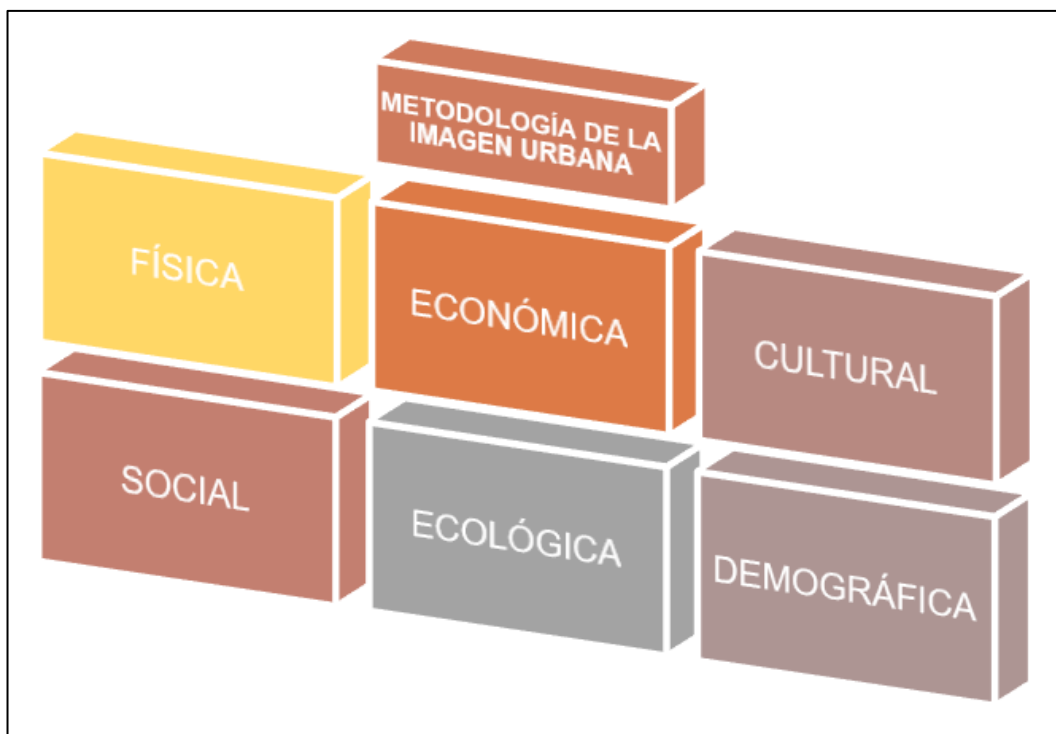 METODOLOGÍA DE LA
IMAGEN URBANA
FÍSICA
ECONÓMICA
CULTURAL
SOCIAL
ECOLÓGICA
DEMOGRÁFICA